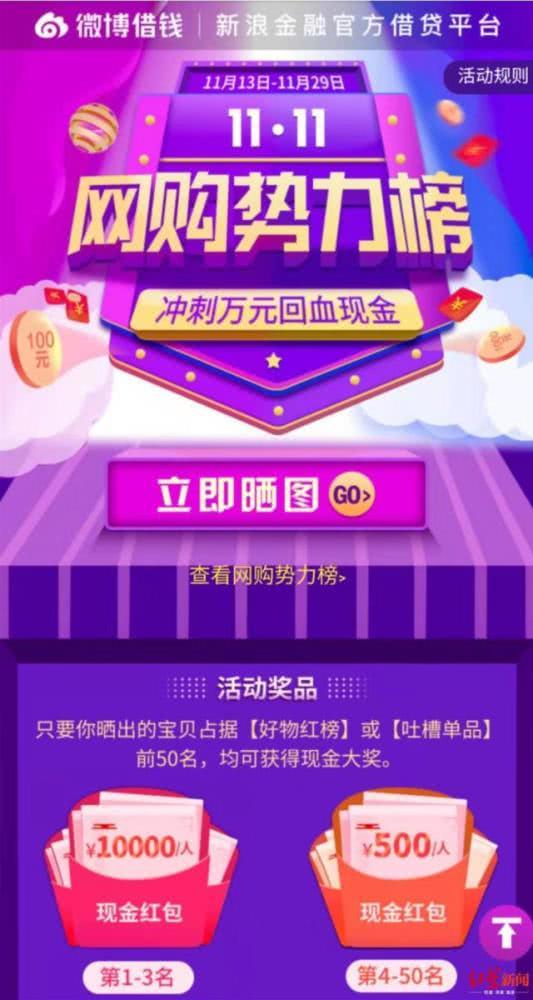 微博借钱 | 新浪金融官方借贷平台
活动规则
11月13日-11月29日
11·11
网购势力榜
冲刺万元回血现金
100
元
立即晒图 GO>
查看网购势力榜>
活动奖品
只要你晒出的宝贝占据【好物红榜】或【吐槽单品】
前50名，均可获得现金大奖。
¥10000/人
¥500/人
现金红包
现金红包
第1-3名
第4-50名
红星新闻